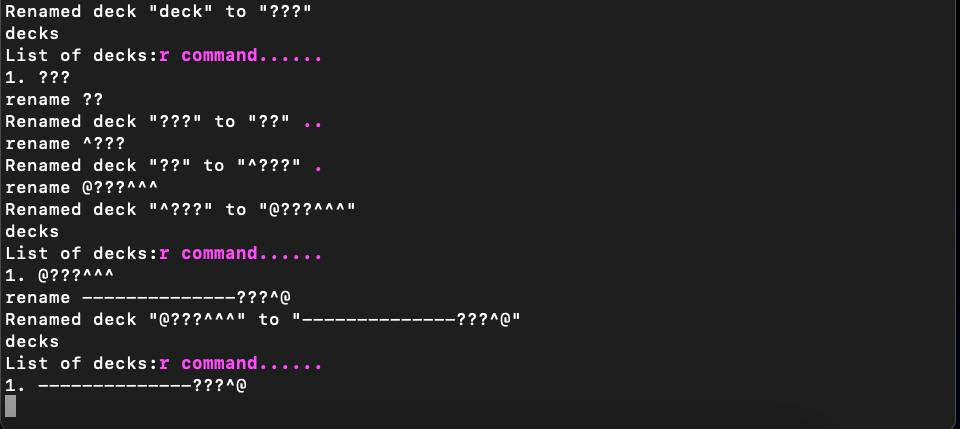 Renamed deck "deck" to "???"
decks
List of decks:r command......
1. ???
rename ??
Renamed deck "???" to "??" ..
rename ^???
Renamed deck "??" to "^???" .
rename @???^^^
Renamed deck "^???" to "@???^^^"
decks
List of decks:r command......
1. @???^^^
rename --------------???^@
Renamed deck "@???^^^" to "--------------???^@"
decks
List of decks:r command......
1. --------------???^@